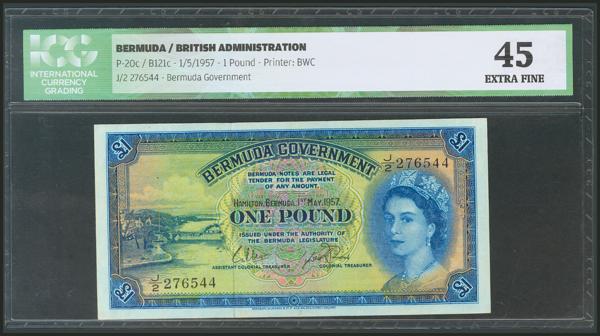 ICG
INTERNATIONAL
CURRENCY
GRADING
BERMUDA / BRITISH ADMINISTRATION
P-20c / B121c - 1/5/1957 - 1 Pound - Printer: BWC
J/2 276544 - Bermuda Government
45
EXTRA FINE
£1
£1
BERMUDA GOVERNMENT
J/2 276544
BERMUDA NOTES ARE LEGAL
TENDER FOR THE PAYMENT
OF ANY AMOUNT.
HAMILTON, BERMUDA, 1ST MAY, 1957.
ONE POUND
ISSUED UNDER THE AUTHORITY OF
THE BERMUDA LEGISLATURE
ASSISTANT COLONIAL TREASURER
COLONIAL TREASURER
J/2 276544
£1
£1